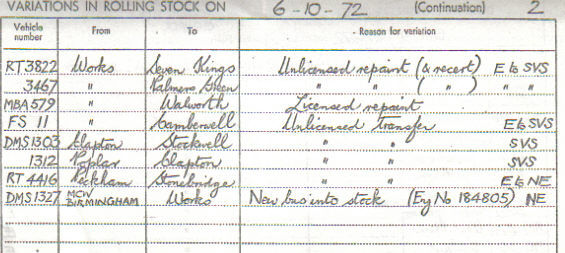 VARIATIONS IN ROLLING STOCK ON 6-10-72 (Continuation) 2
Vehicle number From To Reason for variation
RT3822 Works Seven Kings Unlicensed repaint (& recert) E to SVS
3467 " Palmers Green " " ( " ) " "
MBA579 " Walworth Licensed repaint
FS 11 " Camberwell Unlicensed Transfer E to SVS
DMS1303 Clapton Stockwell " " SVS
1312 Poplar Clapton " " SVS
RT 4416 Peckham Stonebridge " " E to NE
DMS1327 MCW BIRMINGHAM Works New bus into stock (Eng No 184805) NE